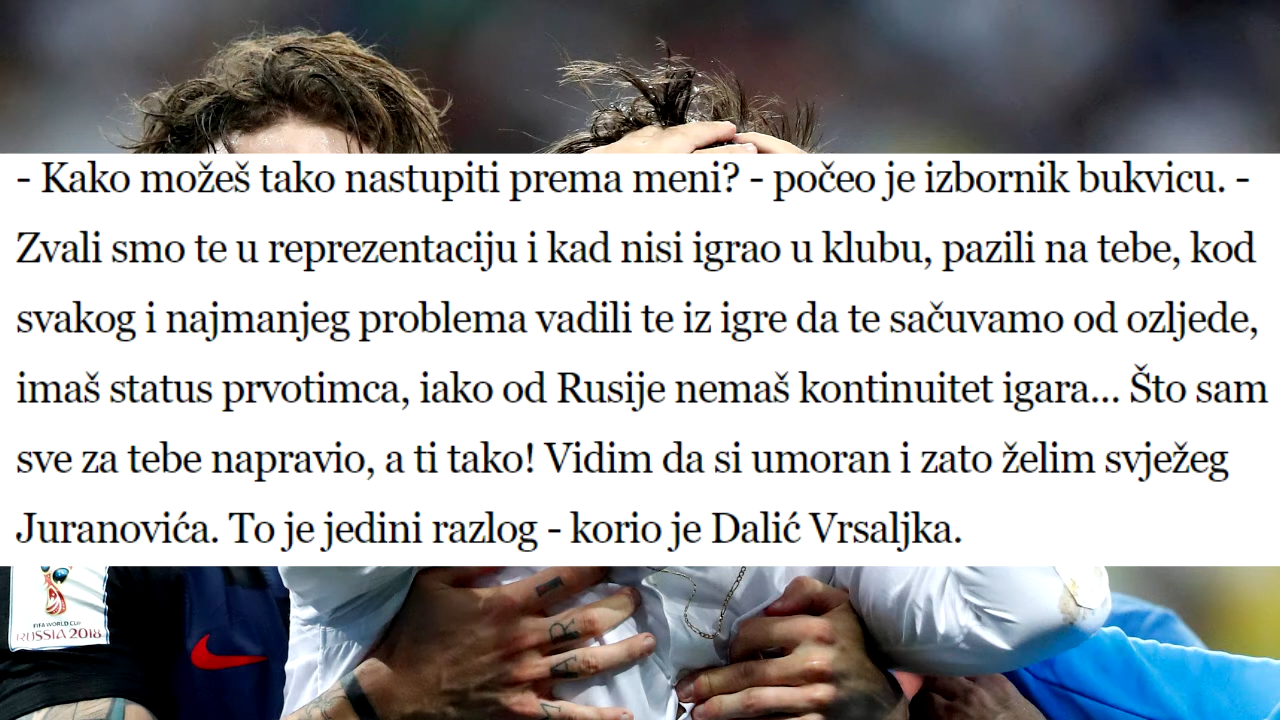 - Kako možeš tako nastupiti prema meni? - počeo je izbornik bukvicu. -
Zvali smo te u reprezentaciju i kad nisi igrao u klubu, pazili na tebe, kod
svakog i najmanjeg problema vadili te iz igre da te sačuvamo od ozljede,
imaš status prvotimca, iako od Rusije nemaš kontinuitet igara... Što sam
sve za tebe napravio, a ti tako! Vidim da si umoran i zato želim svježeg
Juranovića. To je jedini razlog - korio je Dalić Vrsaljka.
FIFA WORLD CUP
RUSSIA 2018